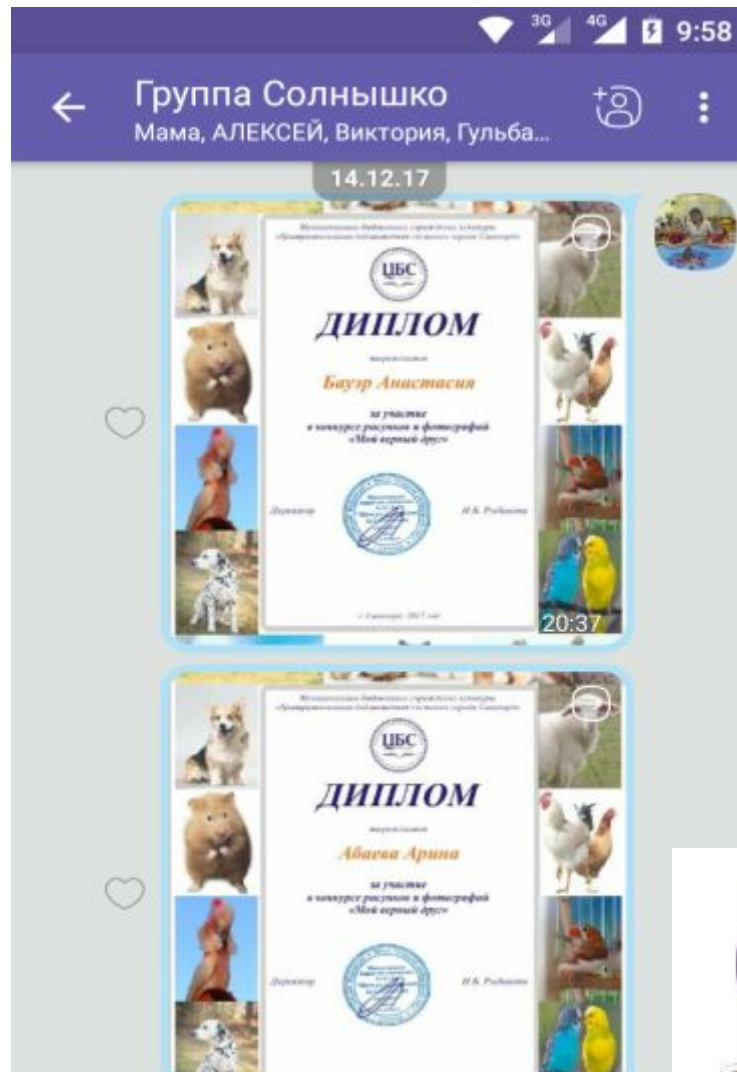 3G 4G 9:58
Группа Солнышко
Мама, АЛЕКСЕЙ, Виктория, Гульба...
14.12.17
ЦБС
ДИПЛОМ
Бауэр Анастасия
за участие
в конкурсе рисунков и фотографий
«Мой верный друг»
Директор
20:37
ЦБС
ДИПЛОМ
Абаева Арина
за участие
в конкурсе рисунков и фотографий
«Мой верный друг»
Директор